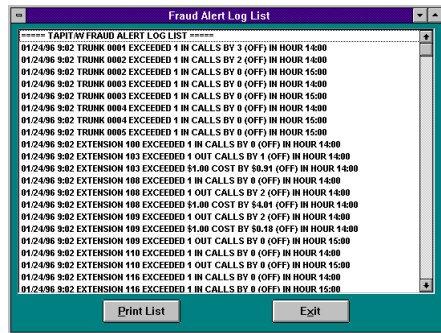 Fraud Alert Log List
===== TAPIT/W FRAUD ALERT LOG LIST =====
01/24/96 9:02 TRUNK 0001 EXCEEDED 1 IN CALLS BY 3 (OFF) IN HOUR 14:00
01/24/96 9:02 TRUNK 0002 EXCEEDED 1 IN CALLS BY 2 (OFF) IN HOUR 14:00
01/24/96 9:02 TRUNK 0002 EXCEEDED 1 IN CALLS BY 0 (OFF) IN HOUR 15:00
01/24/96 9:02 TRUNK 0003 EXCEEDED 1 IN CALLS BY 0 (OFF) IN HOUR 14:00
01/24/96 9:02 TRUNK 0003 EXCEEDED 1 IN CALLS BY 0 (OFF) IN HOUR 15:00
01/24/96 9:02 TRUNK 0004 EXCEEDED 1 IN CALLS BY 0 (OFF) IN HOUR 14:00
01/24/96 9:02 TRUNK 0004 EXCEEDED 1 IN CALLS BY 0 (OFF) IN HOUR 15:00
01/24/96 9:02 TRUNK 0005 EXCEEDED 1 IN CALLS BY 0 (OFF) IN HOUR 15:00
01/24/96 9:02 EXTENSION 100 EXCEEDED 1 IN CALLS BY 0 (OFF) IN HOUR 14:00
01/24/96 9:02 EXTENSION 103 EXCEEDED 1 OUT CALLS BY 1 (OFF) IN HOUR 14:00
01/24/96 9:02 EXTENSION 103 EXCEEDED $1.00 COST BY $0.91 (OFF) IN HOUR 14:00
01/24/96 9:02 EXTENSION 108 EXCEEDED 1 IN CALLS BY 0 (OFF) IN HOUR 14:00
01/24/96 9:02 EXTENSION 108 EXCEEDED 1 OUT CALLS BY 2 (OFF) IN HOUR 14:00
01/24/96 9:02 EXTENSION 108 EXCEEDED $1.00 COST BY $4.01 (OFF) IN HOUR 14:00
01/24/96 9:02 EXTENSION 109 EXCEEDED 1 OUT CALLS BY 2 (OFF) IN HOUR 14:00
01/24/96 9:02 EXTENSION 109 EXCEEDED $1.00 COST BY $0.18 (OFF) IN HOUR 14:00
01/24/96 9:02 EXTENSION 109 EXCEEDED 1 OUT CALLS BY 0 (OFF) IN HOUR 15:00
01/24/96 9:02 EXTENSION 110 EXCEEDED 1 IN CALLS BY 0 (OFF) IN HOUR 14:00
01/24/96 9:02 EXTENSION 110 EXCEEDED 1 OUT CALLS BY 0 (OFF) IN HOUR 15:00
01/24/96 9:02 EXTENSION 116 EXCEEDED 1 IN CALLS BY 0 (OFF) IN HOUR 14:00
01/24/96 9:02 EXTENSION 116 EXCEEDED 1 IN CALLS BY 0 (OFF) IN HOUR 15:00
Print List
Exit